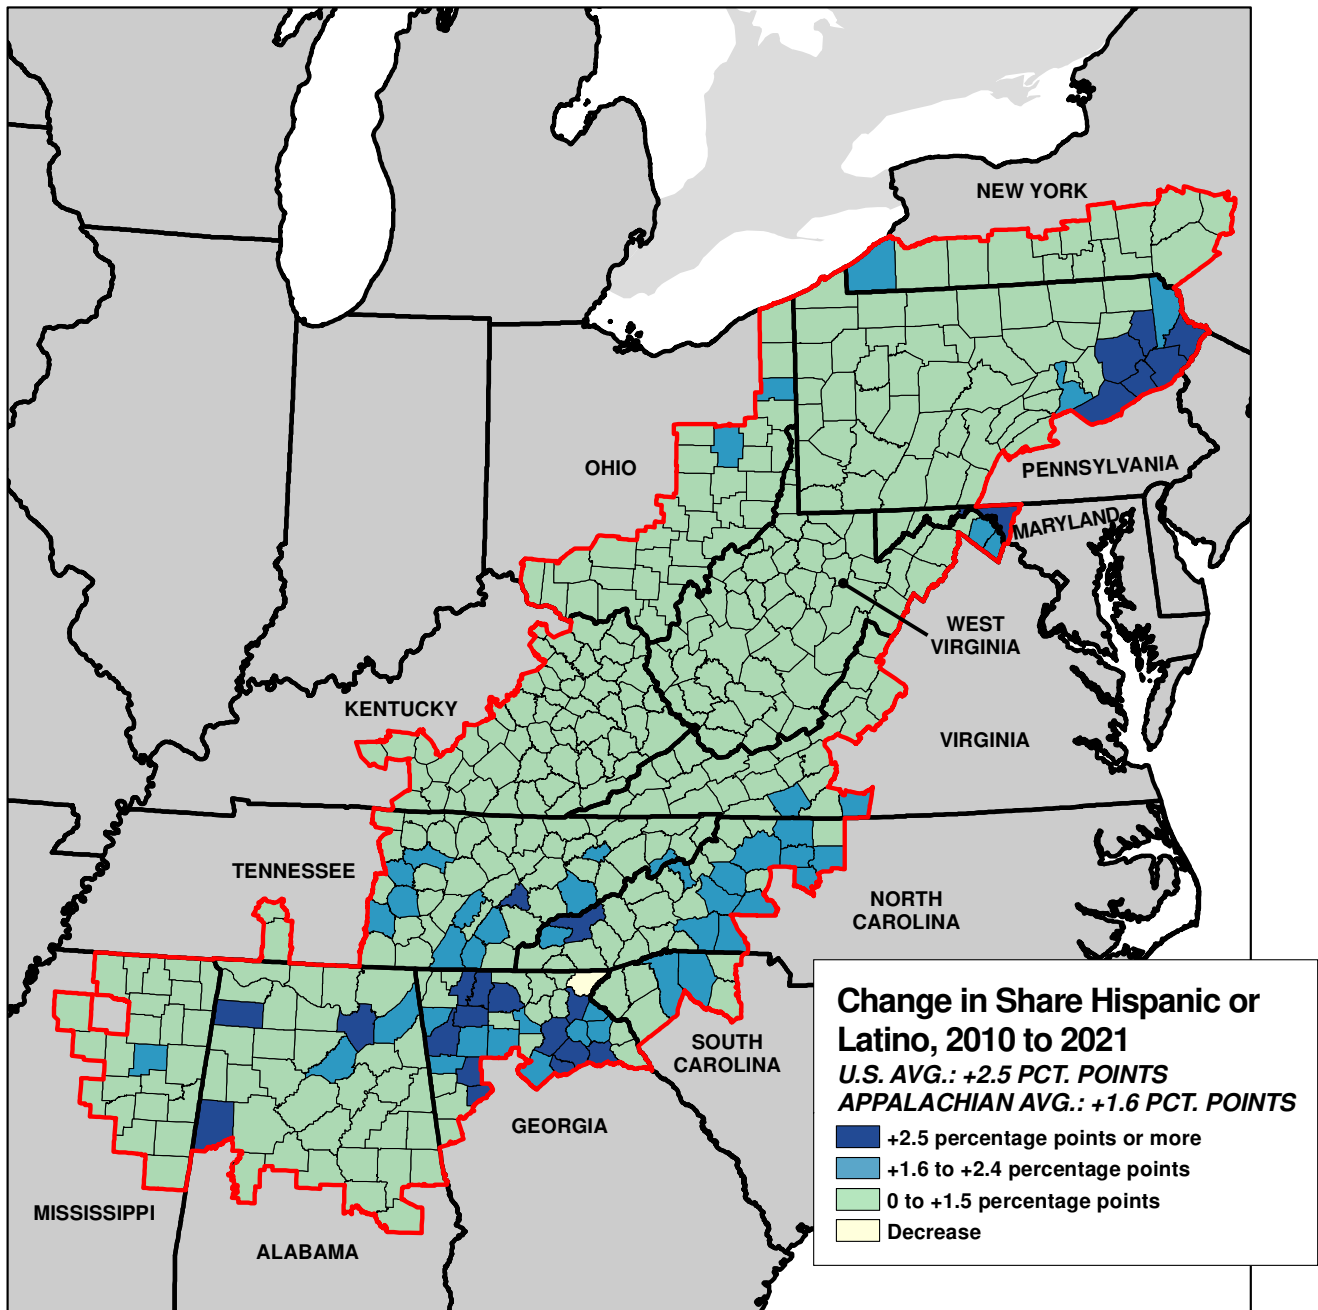 NEW YORK
OHIO
PENNSYLVANIA
MARYLAND
WEST
VIRGINIA
KENTUCKY
VIRGINIA
TENNESSEE
NORTH
CAROLINA
SOUTH
CAROLINA
GEORGIA
MISSISSIPPI
ALABAMA
Change in Share Hispanic or
Latino, 2010 to 2021
U.S. AVG.: +2.5 PCT. POINTS
APPALACHIAN AVG.: +1.6 PCT. POINTS
+2.5 percentage points or more
+1.6 to +2.4 percentage points
0 to +1.5 percentage points
Decrease